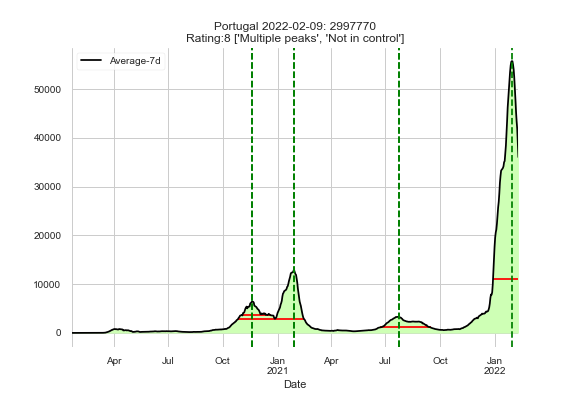 Portugal 2022-02-09: 2997770
Rating:8 ['Multiple peaks', 'Not in control']
Average-7d
50000
40000
30000
20000
10000
0
Apr Jul Oct Jan Apr Jul Oct Jan
2021 2022
Date